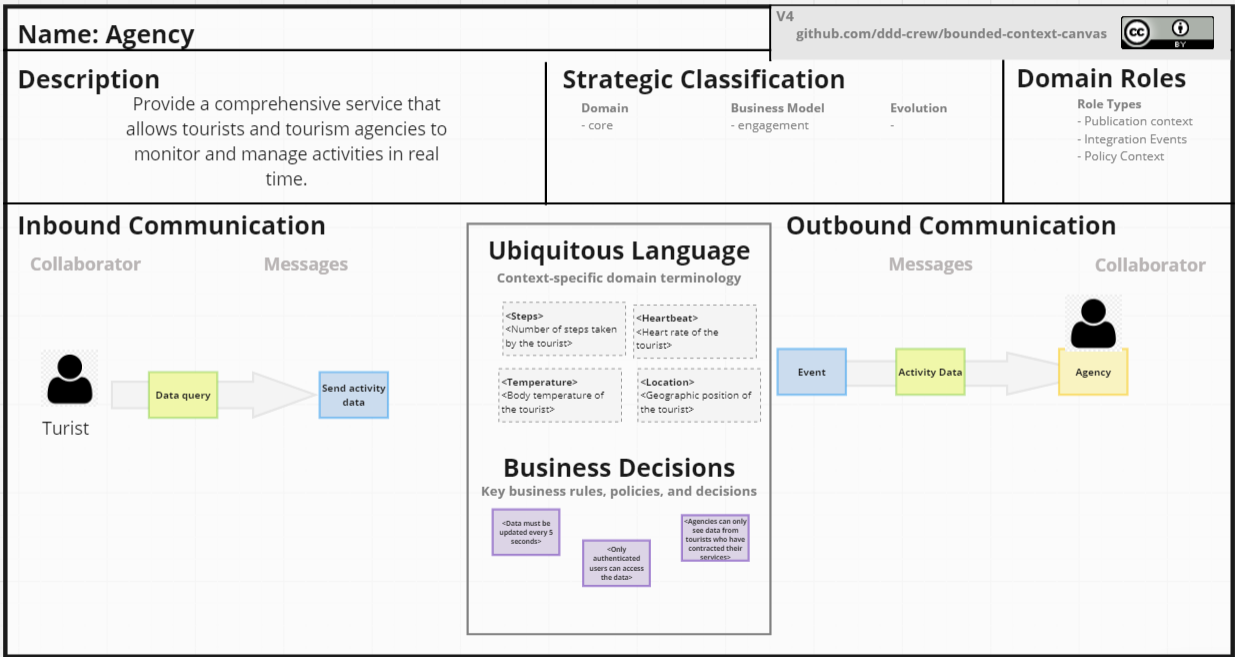 Name: Agency
V4
github.com/ddd-crew/bounded-context-canvas
cc
BY
Description
Provide a comprehensive service that
allows tourists and tourism agencies to
monitor and manage activities in real
time.
Strategic Classification
Domain
- core
Business Model
- engagement
Evolution
-
Domain Roles
Role Types
- Publication context
- Integration Events
- Policy Context
Inbound Communication
Collaborator
Messages
Turist
Data query
Send activity
data
Ubiquitous Language
Context-specific domain terminology
<Steps>
<Number of steps taken
by the tourist>
<Heartbeat>
<Heart rate of the
tourist>
<Temperature>
<Body temperature of
the tourist>
<Location>
<Geographic position of
the tourist>
Business Decisions
Key business rules, policies, and decisions
<Data must be
updated every 5
seconds>
<Only
authenticated
users can access
the data>
<Agencies can only
see data from
tourists who have
contracted their
services>
Outbound Communication
Messages
Collaborator
Event
Activity Data
Agency